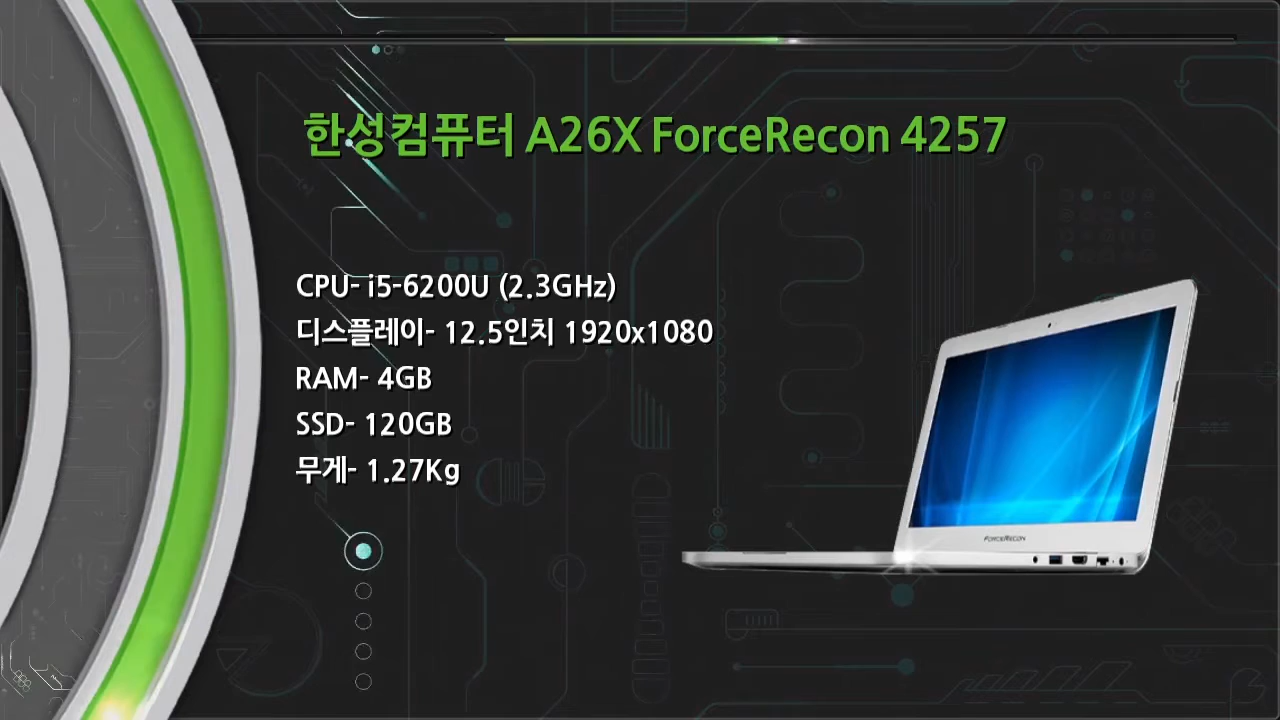 한성컴퓨터 A26X ForceRecon 4257
CPU- i5-6200U (2.3GHz)
디스플레이- 12.5인치 1920x1080
RAM- 4GB
SSD- 120GB
무게- 1.27Kg
FORCERECON